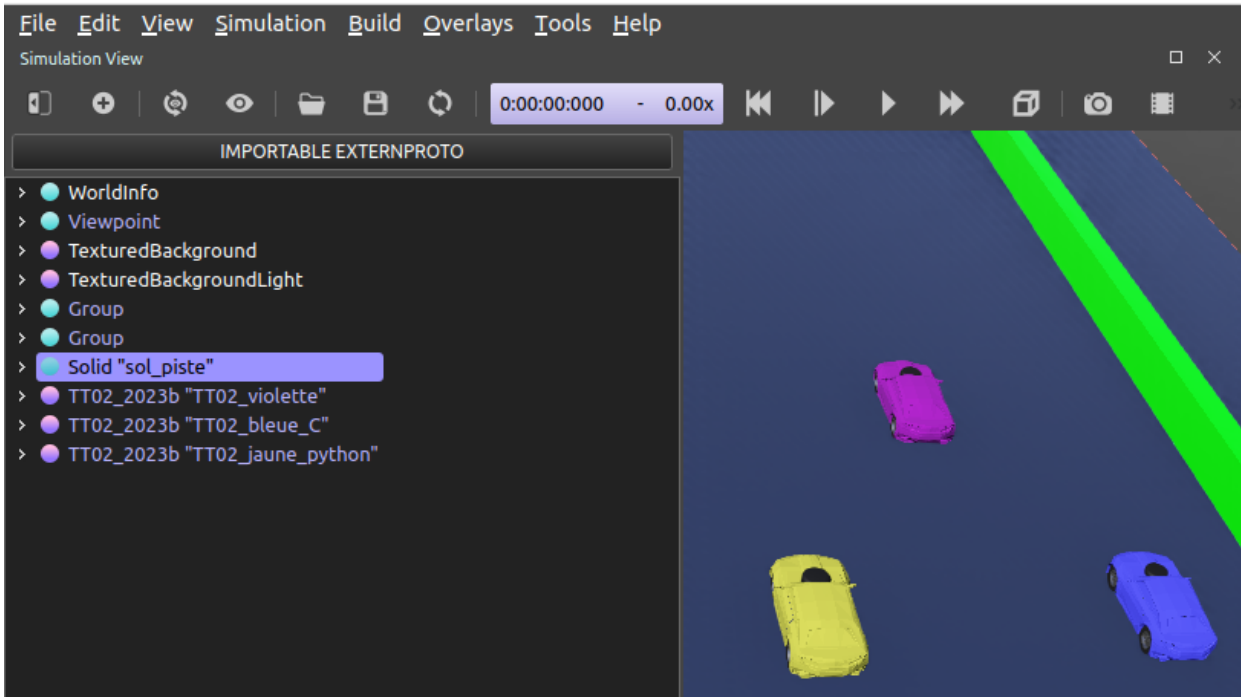 File Edit View Simulation Build Overlays Tools Help
Simulation View
0:00:00:000 - 0.00x
IMPORTABLE EXTERNPROTO
WorldInfo
Viewpoint
TexturedBackground
TexturedBackgroundLight
Group
Group
Solid "sol_piste"
TT02_2023b "TT02_violette"
TT02_2023b "TT02_bleue_C"
TT02_2023b "TT02_jaune_python"